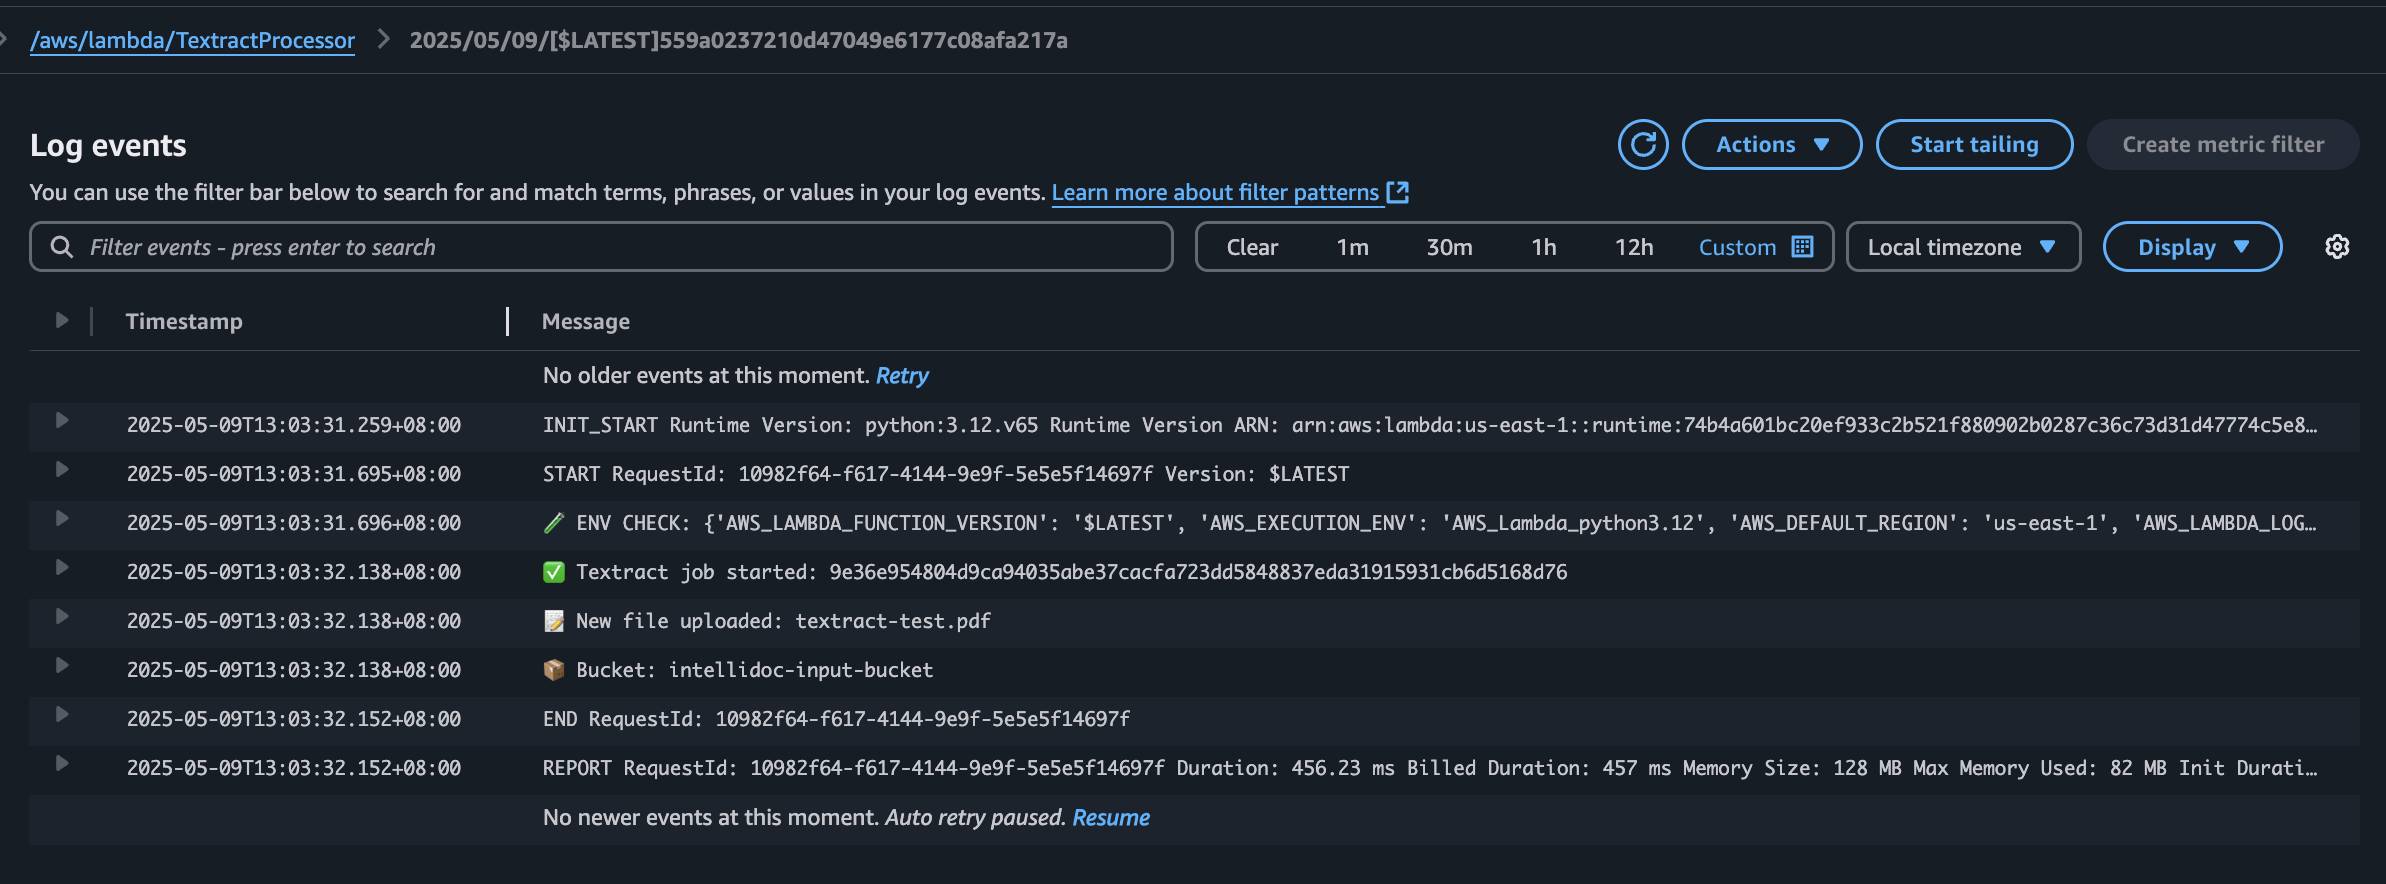 /aws/lambda/TextractProcessor > 2025/05/09/[$LATEST]559a0237210d47049e6177c08afa217a
Log events
Actions ▼
Start tailing
Create metric filter
You can use the filter bar below to search for and match terms, phrases, or values in your log events. Learn more about filter patterns
Filter events - press enter to search
Clear 1m 30m 1h 12h Custom
Local timezone ▼
Display ▼
Timestamp Message
No older events at this moment. Retry
2025-05-09T13:03:31.259+08:00 INIT_START Runtime Version: python:3.12.v65 Runtime Version ARN: arn:aws:lambda:us-east-1::runtime:74b4a601bc20ef933c2b521f880902b0287c36c73d31d47774c5e8…
2025-05-09T13:03:31.695+08:00 START RequestId: 10982f64-f617-4144-9e9f-5e5e5f14697f Version: $LATEST
2025-05-09T13:03:31.696+08:00 🧪 ENV CHECK: {'AWS_LAMBDA_FUNCTION_VERSION': '$LATEST', 'AWS_EXECUTION_ENV': 'AWS_Lambda_python3.12', 'AWS_DEFAULT_REGION': 'us-east-1', 'AWS_LAMBDA_LOG…
2025-05-09T13:03:32.138+08:00 ✅ Textract job started: 9e36e954804d9ca94035abe37cacfa723dd5848837eda31915931cb6d5168d76
2025-05-09T13:03:32.138+08:00 📝 New file uploaded: textract-test.pdf
2025-05-09T13:03:32.138+08:00 📦 Bucket: intellidoc-input-bucket
2025-05-09T13:03:32.152+08:00 END RequestId: 10982f64-f617-4144-9e9f-5e5e5f14697f
2025-05-09T13:03:32.152+08:00 REPORT RequestId: 10982f64-f617-4144-9e9f-5e5e5f14697f Duration: 456.23 ms Billed Duration: 457 ms Memory Size: 128 MB Max Memory Used: 82 MB Init Durati…
No newer events at this moment. Auto retry paused. Resume